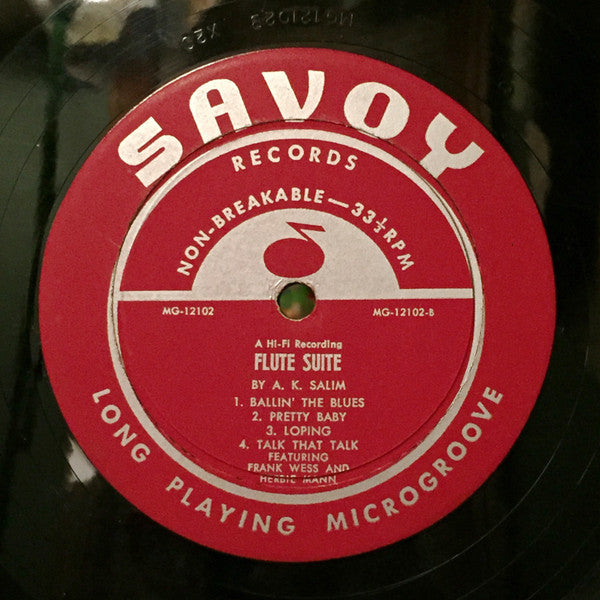 SAVOY
RECORDS
NON-BREAKABLE—33⅓RPM
MG-12102
MG-12102-B
A Hi-Fi Recording
FLUTE SUITE
BY A. K. SALIM
1. BALLIN' THE BLUES
2. PRETTY BABY
3. LOPING
4. TALK THAT TALK
FEATURING
FRANK WESS AND
HERBIE MANN
LONG PLAYING MICROGROOVE